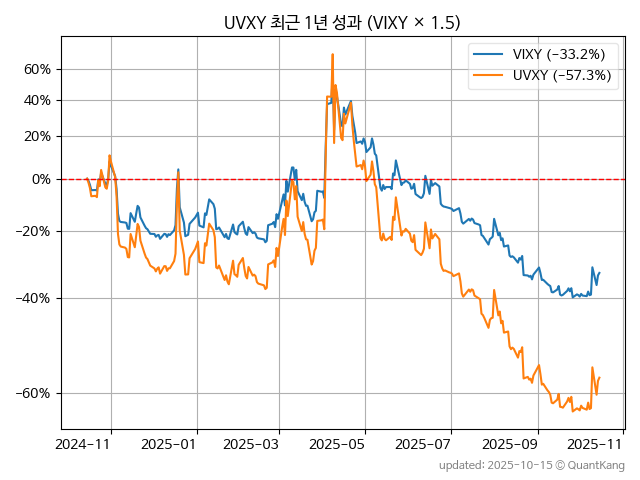 UVXY 최근 1년 성과 (VIXY × 1.5)
VIXY (−33.2%)
UVXY (−57.3%)
60%
40%
20%
0%
−20%
−40%
−60%
2024-11 2025-01 2025-03 2025-05 2025-07 2025-09 2025-11
updated: 2025-10-15 © QuantKang